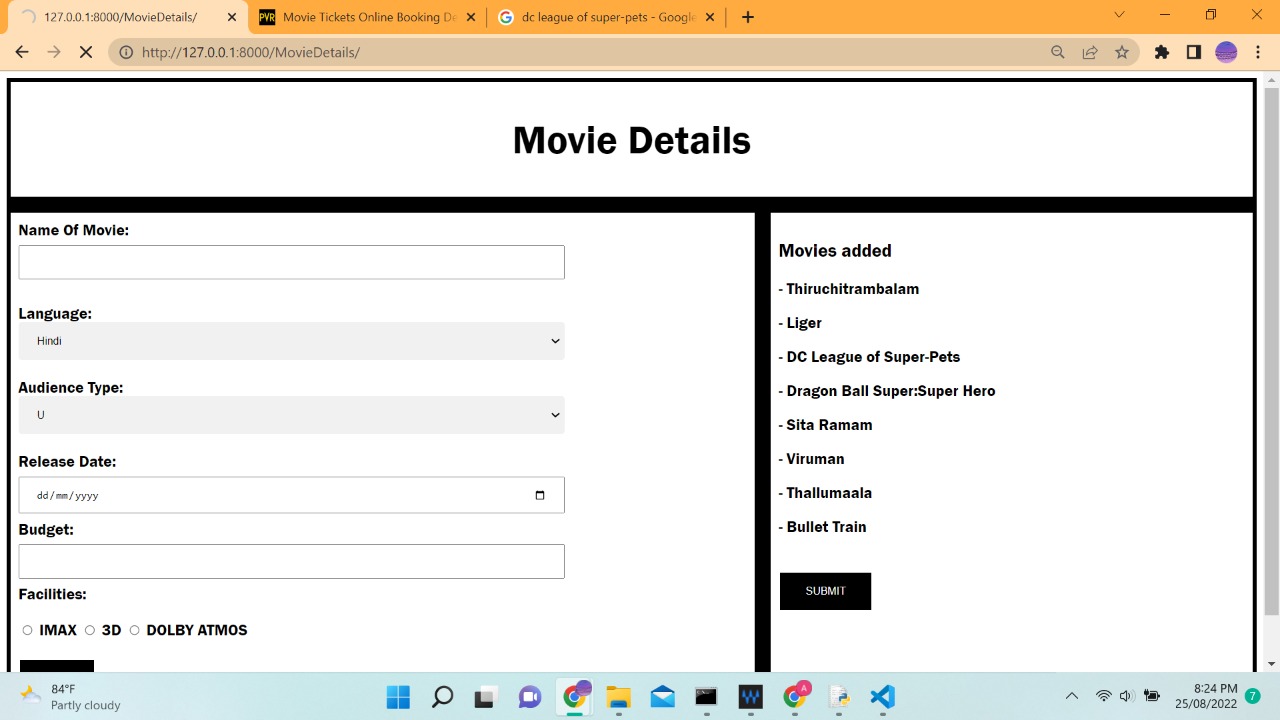 127.0.0.1:8000/MovieDetails/
Movie Tickets Online Booking De
dc league of super-pets - Google
http://127.0.0.1:8000/MovieDetails/
Movie Details
Name Of Movie:
Language:
Hindi
Audience Type:
U
Release Date:
dd/mm/yyyy
Budget:
Facilities:
IMAX 3D DOLBY ATMOS
Movies added
- Thiruchitrambalam
- Liger
- DC League of Super-Pets
- Dragon Ball Super:Super Hero
- Sita Ramam
- Viruman
- Thallumaala
- Bullet Train
SUBMIT
84°F
Partly cloudy
8:24 PM
25/08/2022
7